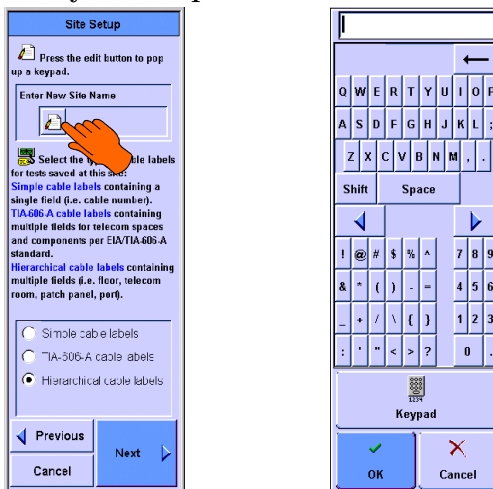 Site Setup
Press the edit button to pop
up a keypad.
Enter New Site Name
Select the ble labels
for tests saved at this
Simple cable labels containing a
single field (i.e. cable number).
TIA-606-A cable labels containing
multiple fields for telecom spaces
and components per EIA/TIA-606-A
standard.
Hierarchical cable labels containing
multiple fields (i.e. floor, telecom
room, patch panel, port).
Simple cable labels
TIA-606-A cable labels
Hierarchical cable labels
Previous
Next
Cancel
Q W E R T Y U I O P
A S D F G H J K L ;
Z X C V B N M , .
Shift Space
! @ # $ % ^ 7 8 9
& * ( ) - = 4 5 6
_ + / \ { } 1 2 3
: ' " < > ? 0 .
1234
Keypad
OK Cancel